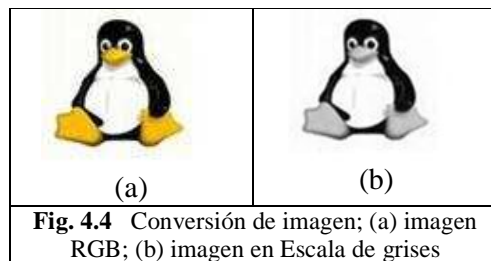 (a)
(b)
Fig. 4.4 Conversión de imagen; (a) imagen
RGB; (b) imagen en Escala de grises